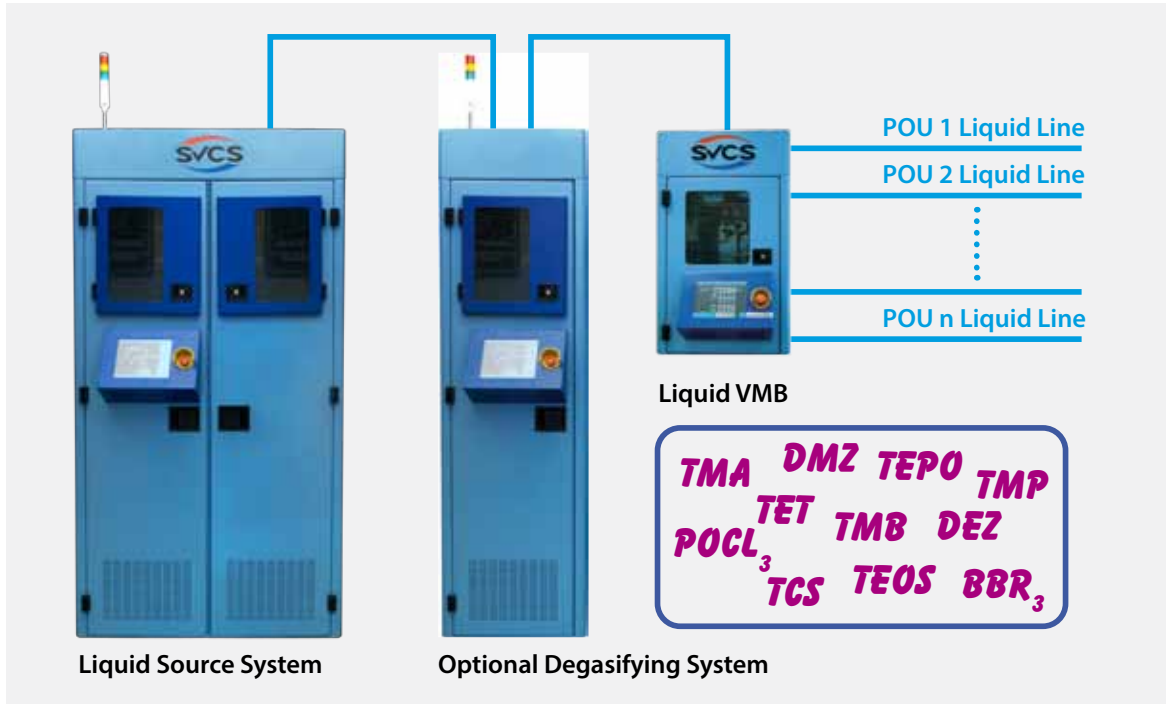 SVCS
SVCS
POU 1 Liquid Line
POU 2 Liquid Line
POU n Liquid Line
Liquid VMB
TMA DMZ TEPO TMP
TET
POCL₃ TMB DEZ
TCS TEOS BBR₃
Liquid Source System
Optional Degasifying System